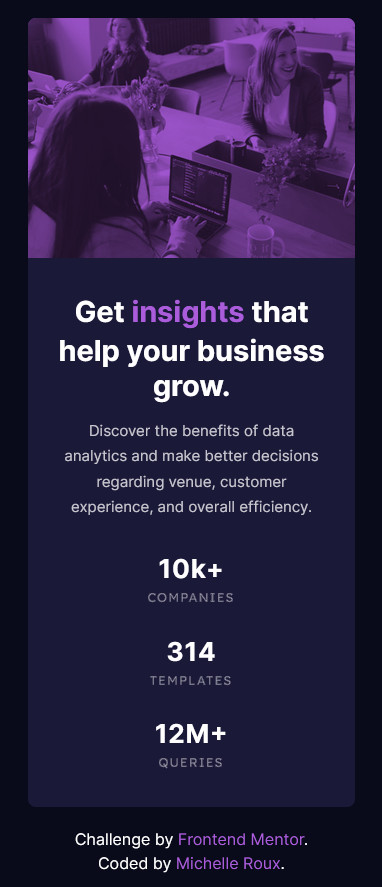 Get insights that
help your business
grow.
Discover the benefits of data
analytics and make better decisions
regarding venue, customer
experience, and overall efficiency.
10k+
COMPANIES
314
TEMPLATES
12M+
QUERIES
Challenge by Frontend Mentor.
Coded by Michelle Roux.